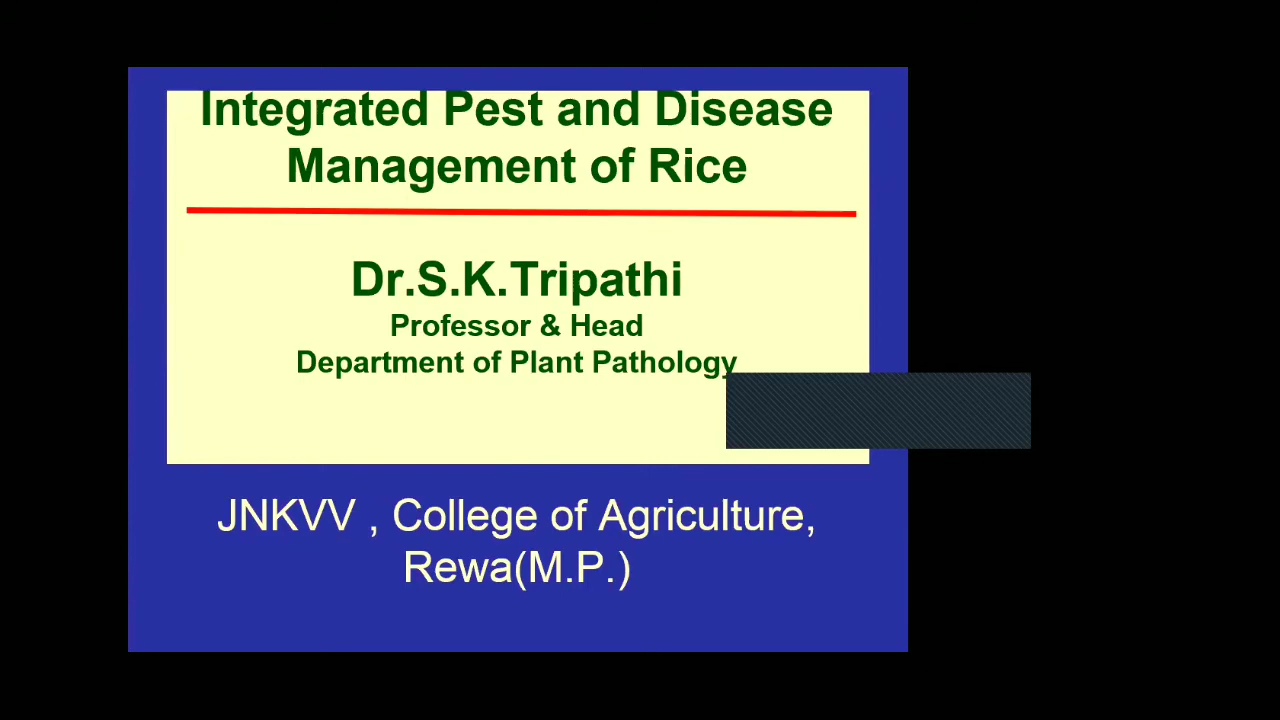 Integrated Pest and Disease
Management of Rice
Dr.S.K.Tripathi
Professor & Head
Department of Plant Pathology
JNKVV , College of Agriculture,
Rewa(M.P.)